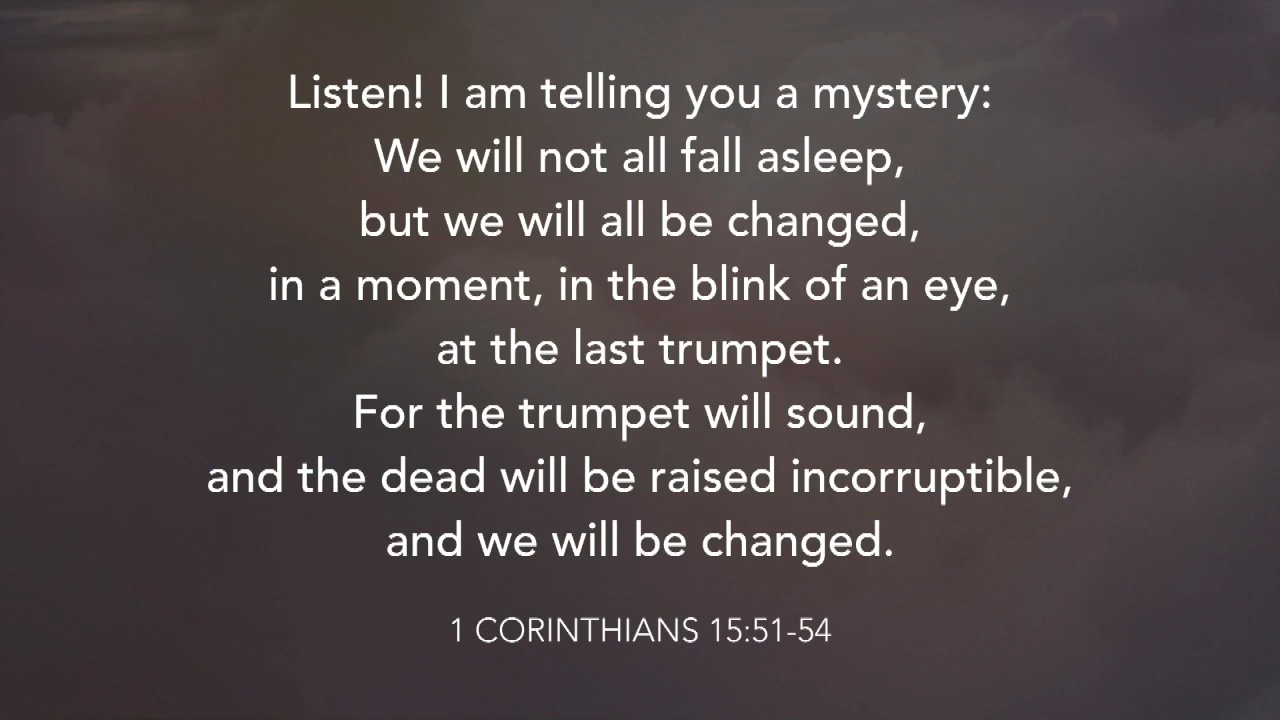 Listen! I am telling you a mystery:
We will not all fall asleep,
but we will all be changed,
in a moment, in the blink of an eye,
at the last trumpet.
For the trumpet will sound,
and the dead will be raised incorruptible,
and we will be changed.
1 CORINTHIANS 15:51-54